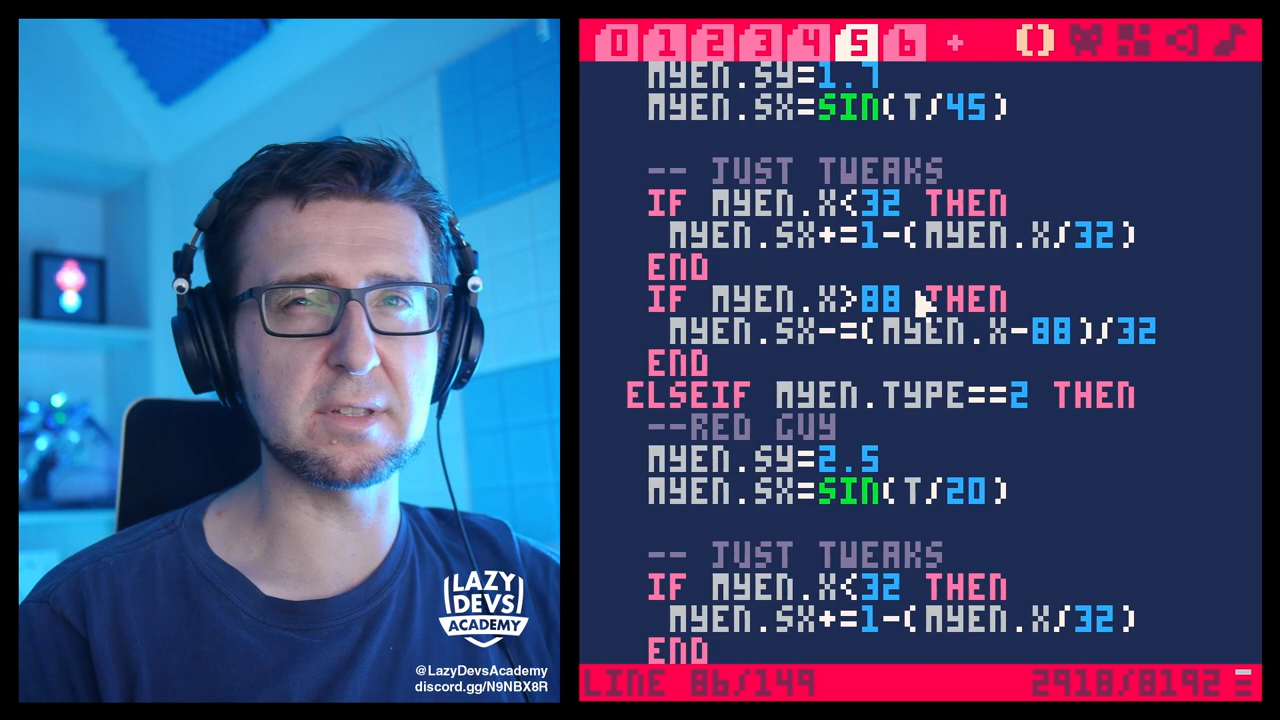 LAZY
DEVS
ACADEMY
@LazyDevsAcademy
discord.gg/N9NBX8R
0 1 2 3 4 5 6 + ()
MYEN.SY=1.7
MYEN.SX=SIN(T/45)
-- JUST TWEAKS
IF MYEN.X<32 THEN
MYEN.SX+=1-(MYEN.X/32)
END
IF MYEN.X>88 THEN
MYEN.SX-=(MYEN.X-88)/32
END
ELSEIF MYEN.TYPE==2 THEN
--RED GUY
MYEN.SY=2.5
MYEN.SX=SIN(T/20)
-- JUST TWEAKS
IF MYEN.X<32 THEN
MYEN.SX+=1-(MYEN.X/32)
END
LINE 86/149
2918/8192